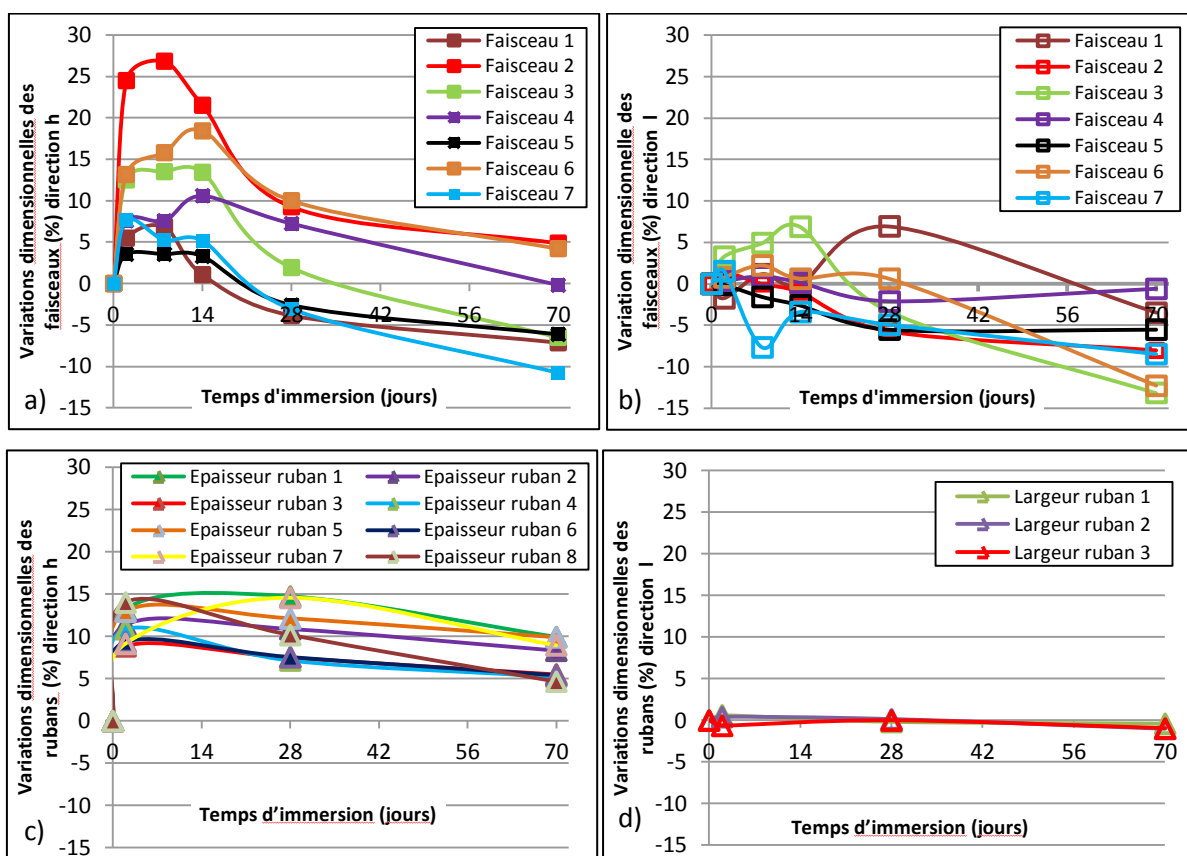 Variations dimensionnelles des
faisceaux (%) direction h
30
25
20
15
10
5
0
-5
-10
-15
0
14
28
42
56
70
Faisceau 1
Faisceau 2
Faisceau 3
Faisceau 4
Faisceau 5
Faisceau 6
Faisceau 7
Temps d'immersion (jours)
a)
Variation dimensionnelle des
faisceaux (%) direction l
30
25
20
15
10
5
0
-5
-10
-15
0
14
28
42
56
70
Faisceau 1
Faisceau 2
Faisceau 3
Faisceau 4
Faisceau 5
Faisceau 6
Faisceau 7
Temps d'immersion (jours)
b)
Variations dimensionnelles des
rubans (%) direction h
30
25
20
15
10
5
0
-5
-10
-15
0
14
28
42
56
70
Epaisseur ruban 1 Epaisseur ruban 2
Epaisseur ruban 3 Epaisseur ruban 4
Epaisseur ruban 5 Epaisseur ruban 6
Epaisseur ruban 7 Epaisseur ruban 8
Temps d’immersion (jours)
c)
Variations dimensionnelles des
rubans (%) direction l
30
25
20
15
10
5
0
-5
-10
-15
0
14
28
42
56
70
Largeur ruban 1
Largeur ruban 2
Largeur ruban 3
Temps d’immersion (jours)
d)